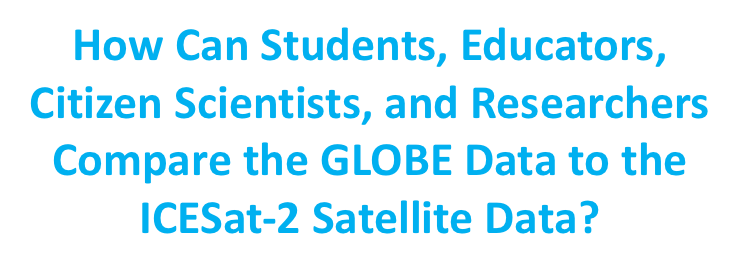 How Can Students, Educators,
Citizen Scientists, and Researchers
Compare the GLOBE Data to the
ICESat-2 Satellite Data?